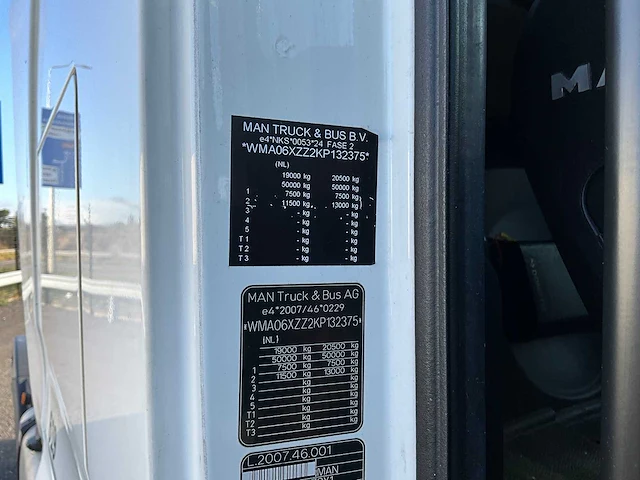 MAN TRUCK & BUS B.V.
e4*NKS*0053*24 FASE 2
*WMA06XZZ2KP132375*
(NL)
19000 kg 20500 kg
50000 kg 50000 kg
1 7500 kg 7500 kg
2 11500 kg 13000 kg
3 - kg - kg
4 - kg - kg
5 - kg - kg
T1 - kg - kg
T2 - kg - kg
T3 - kg - kg
MAN Truck & Bus AG
e4*2007/46*0229
*WMA06XZZ2KP132375*
(NL)
19000 kg 20500 kg
50000 kg 50000 kg
1 7500 kg 7500 kg
2 11500 kg 13000 kg
3 kg kg
4 kg kg
5 kg kg
T1 kg kg
T2 kg kg
T3 kg kg
L.2007.46.001
MAN
MA